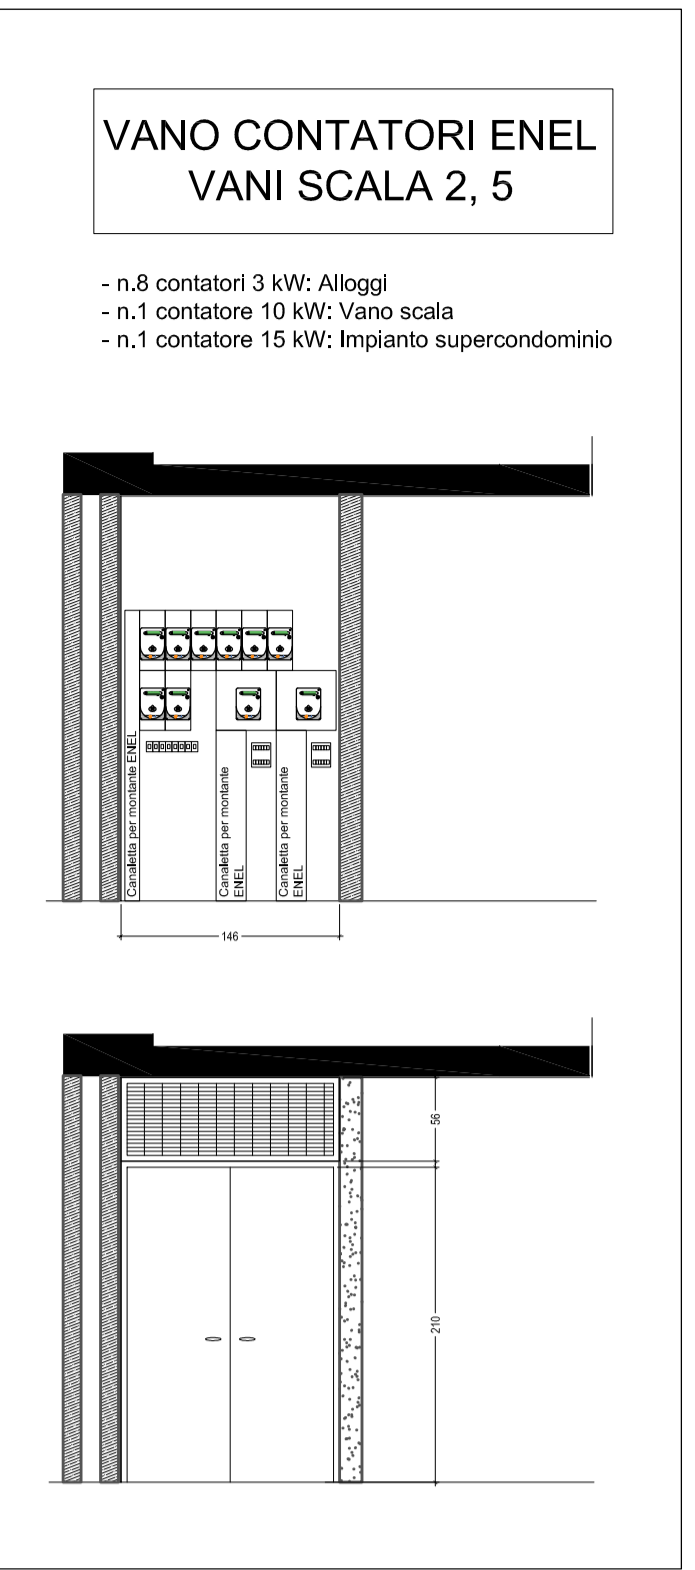 VANO CONTATORI ENEL
VANI SCALA 2, 5
- n.8 contatori 3 kW: Alloggi
- n.1 contatore 10 kW: Vano scala
- n.1 contatore 15 kW: Impianto supercondominio
Canaletta per montante ENEL
Canaletta per montante
ENEL
Canaletta per montante
ENEL
146
56
210